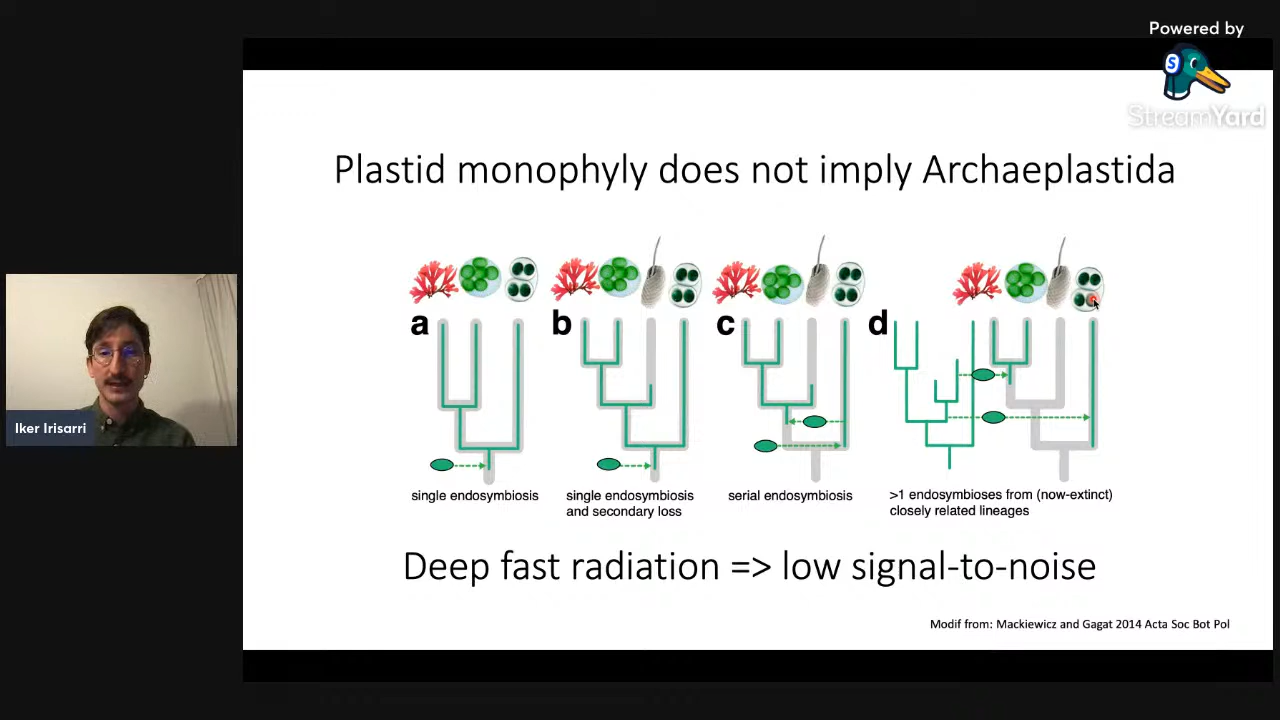 Powered by
S
StreamYard
Plastid monophyly does not imply Archaeplastida
a
b
c
d
single endosymbiosis
single endosymbiosis
and secondary loss
serial endosymbiosis
>1 endosymbioses from (now-extinct)
closely related lineages
Deep fast radiation => low signal-to-noise
Modif from: Mackiewicz and Gagat 2014 Acta Soc Bot Pol
Iker Irisarri